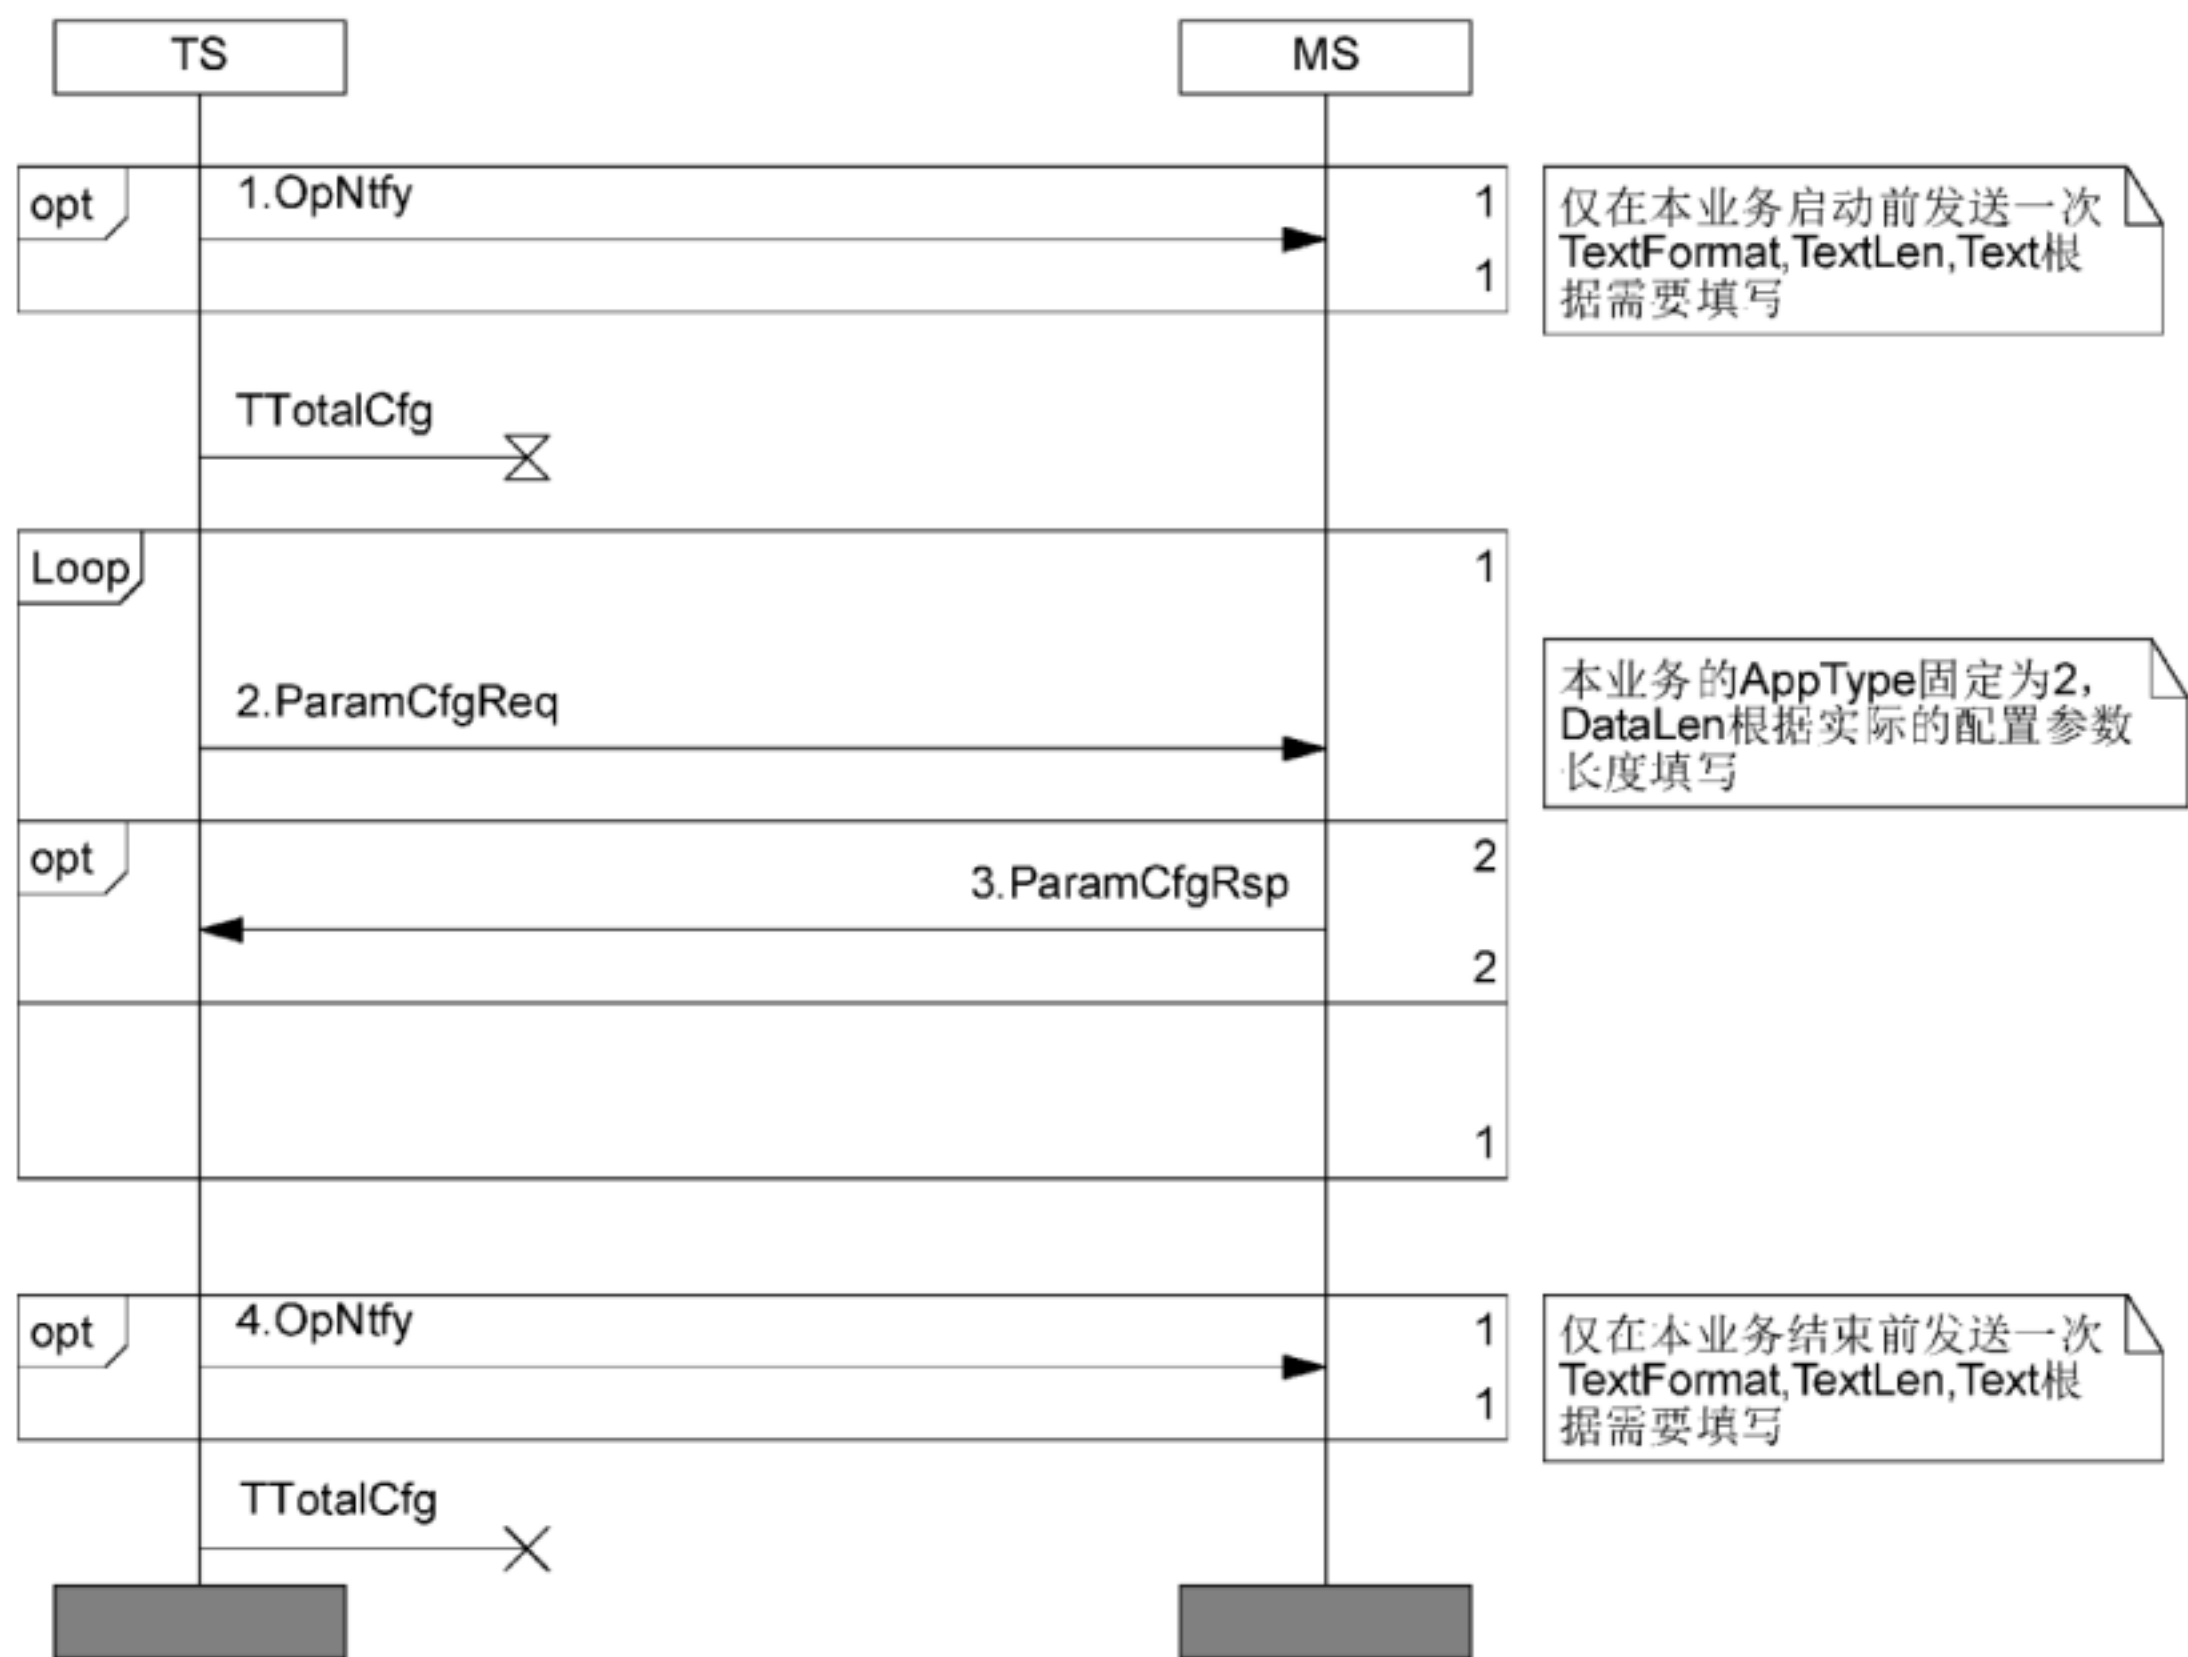 TS
MS
opt
1.OpNtfy
1
1
仅在本业务启动前发送一次
TextFormat,TextLen,Text根
据需要填写
TTotalCfg
Loop
1
2.ParamCfgReq
本业务的AppType固定为2，
DataLen根据实际的配置参数
长度填写
opt
2
3.ParamCfgRsp
2
1
opt
4.OpNtfy
1
1
仅在本业务结束前发送一次
TextFormat,TextLen,Text根
据需要填写
TTotalCfg